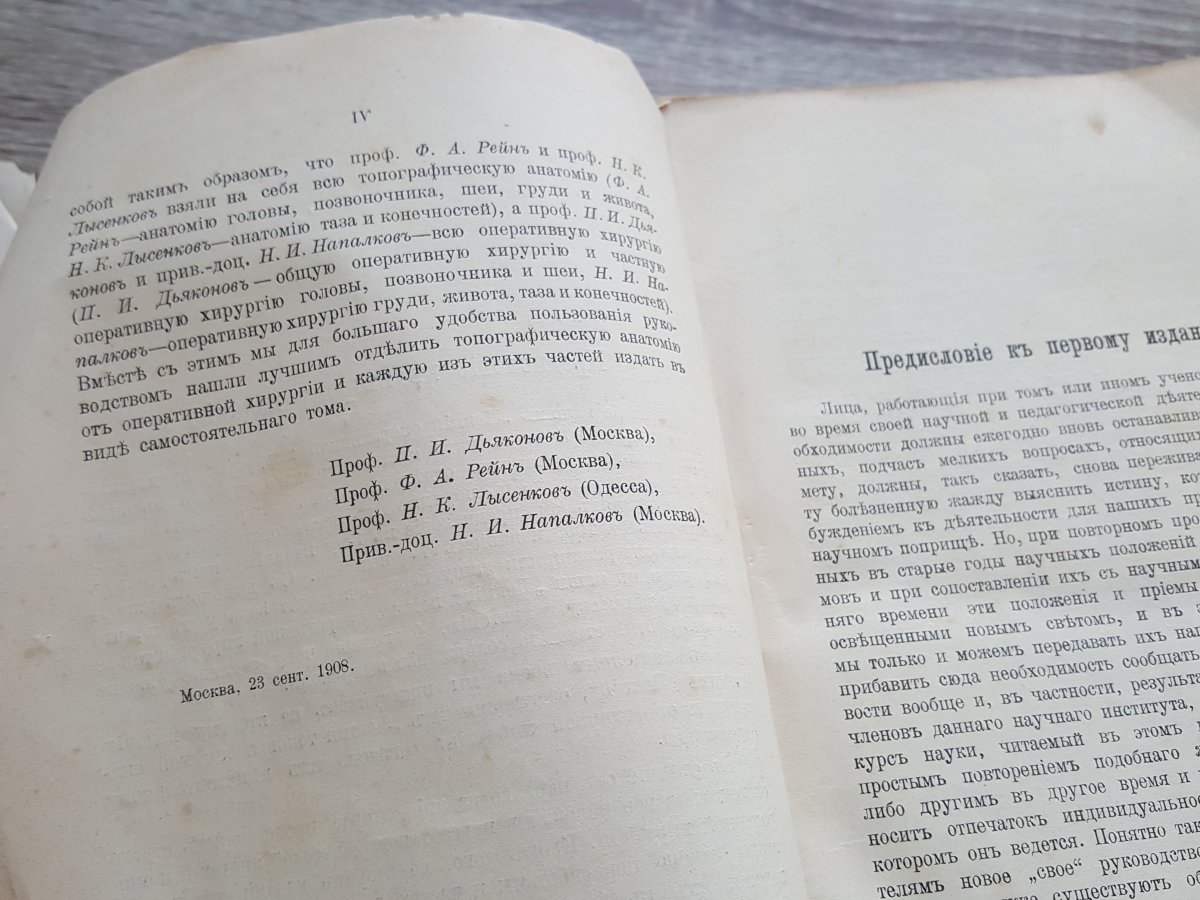 IV
собой такимъ образомъ, что проф. Ф. А. Рейнъ и проф. Н. К.
Лысенковъ взяли на себя всю топографическую анатомію (Ф. А.
Рейнъ—анатомію головы, позвоночника, шеи, груди и живота,
Н. К. Лысенковъ—анатомію таза и конечностей), а проф. П. И. Дья-
коновъ и прив.-доц. Н. И. Напалковъ—всю оперативную хирургію
(П. И. Дьяконовъ — общую оперативную хирургію и частную
оперативную хирургію головы, позвоночника и шеи, Н. И. На-
палковъ—оперативную хирургію груди, живота, таза и конечностей).
Вмѣстѣ съ этимъ мы для большаго удобства пользованія руко-
водствомъ нашли лучшимъ отдѣлить топографическую анатомію
отъ оперативной хирургіи и каждую изъ этихъ частей издать въ
видѣ самостоятельнаго тома.
Проф. П. И. Дьяконовъ (Москва),
Проф. Ф. А. Рейнъ (Москва),
Проф. Н. К. Лысенковъ (Одесса),
Прив.-доц. Н. И. Напалковъ (Москва).
Москва, 23 сент. 1908.
Предисловіе къ первому издан
Лица, работающія при томъ или иномъ учено
во время своей научной и педагогической дѣяте
обходимости должны ежегодно вновь останавли
ныхъ, подчасъ мелкихъ вопросахъ, относящих
мету, должны, такъ сказать, снова пережива
ту болѣзненную жажду выяснить истину, ко
бужденіемъ къ дѣятельности для нашихъ п
научномъ поприщѣ. Но, при повторномъ про
ныхъ въ старые годы научныхъ положеній
мовъ и при сопоставленіи ихъ съ научным
няго времени эти положенія и пріемы
освѣщенными новымъ свѣтомъ, и въ
мы только и можемъ передавать ихъ на
прибавить сюда необходимость сообщать
вости вообще и, въ частности, результа
членовъ даннаго научнаго института,
курсъ науки, читаемый въ этомъ
простымъ повтореніемъ подобнаго
либо другимъ въ другое время и
носитъ отпечатокъ индивидуально
которомъ онъ ведется. Понятно та
телямъ новое „свое“ руководство
существуютъ об